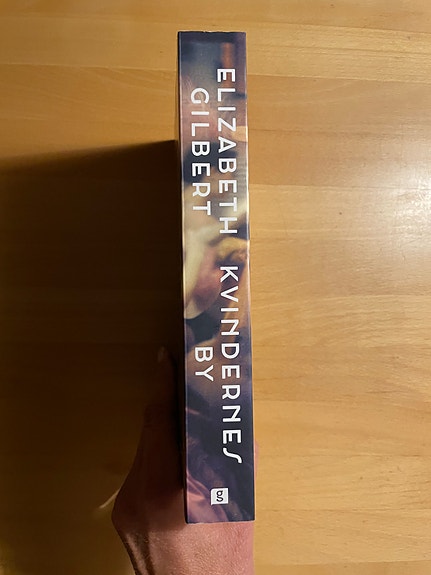 ELIZABETH
GILBERT
KVINDERNES
BY
g